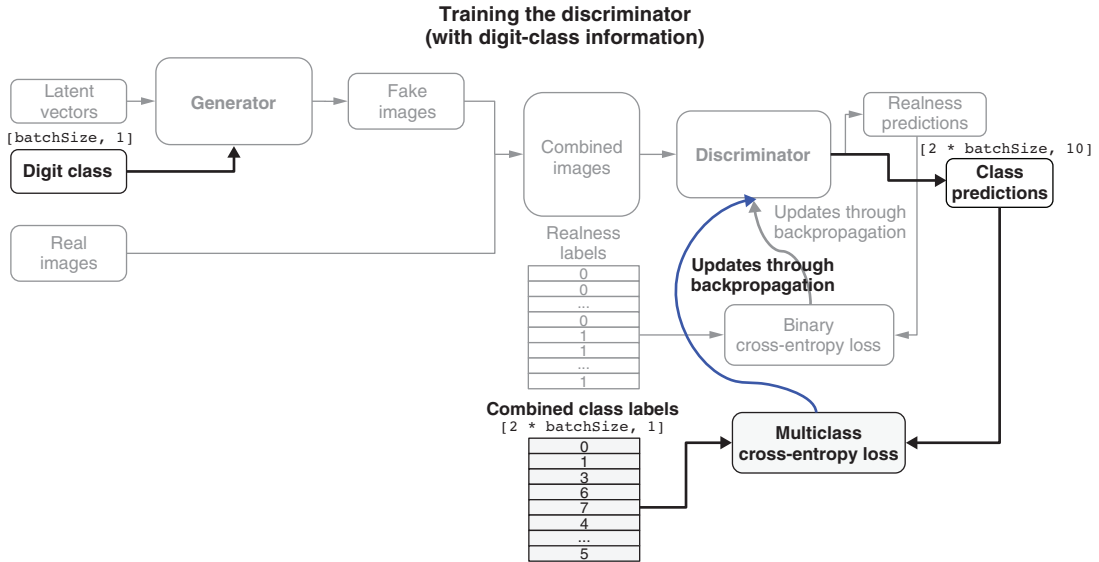 Training the discriminator
(with digit-class information)
Latent
vectors
Generator
Fake
images
[batchSize, 1]
Digit class
Real
images
Combined
images
Discriminator
Realness
predictions
[2 * batchSize, 10]
Class
predictions
Updates through
backpropagation
Realness
labels
0
0
...
0
1
1
...
1
Updates through
backpropagation
Binary
cross-entropy loss
Combined class labels
[2 * batchSize, 1]
0
1
3
6
7
4
...
5
Multiclass
cross-entropy loss